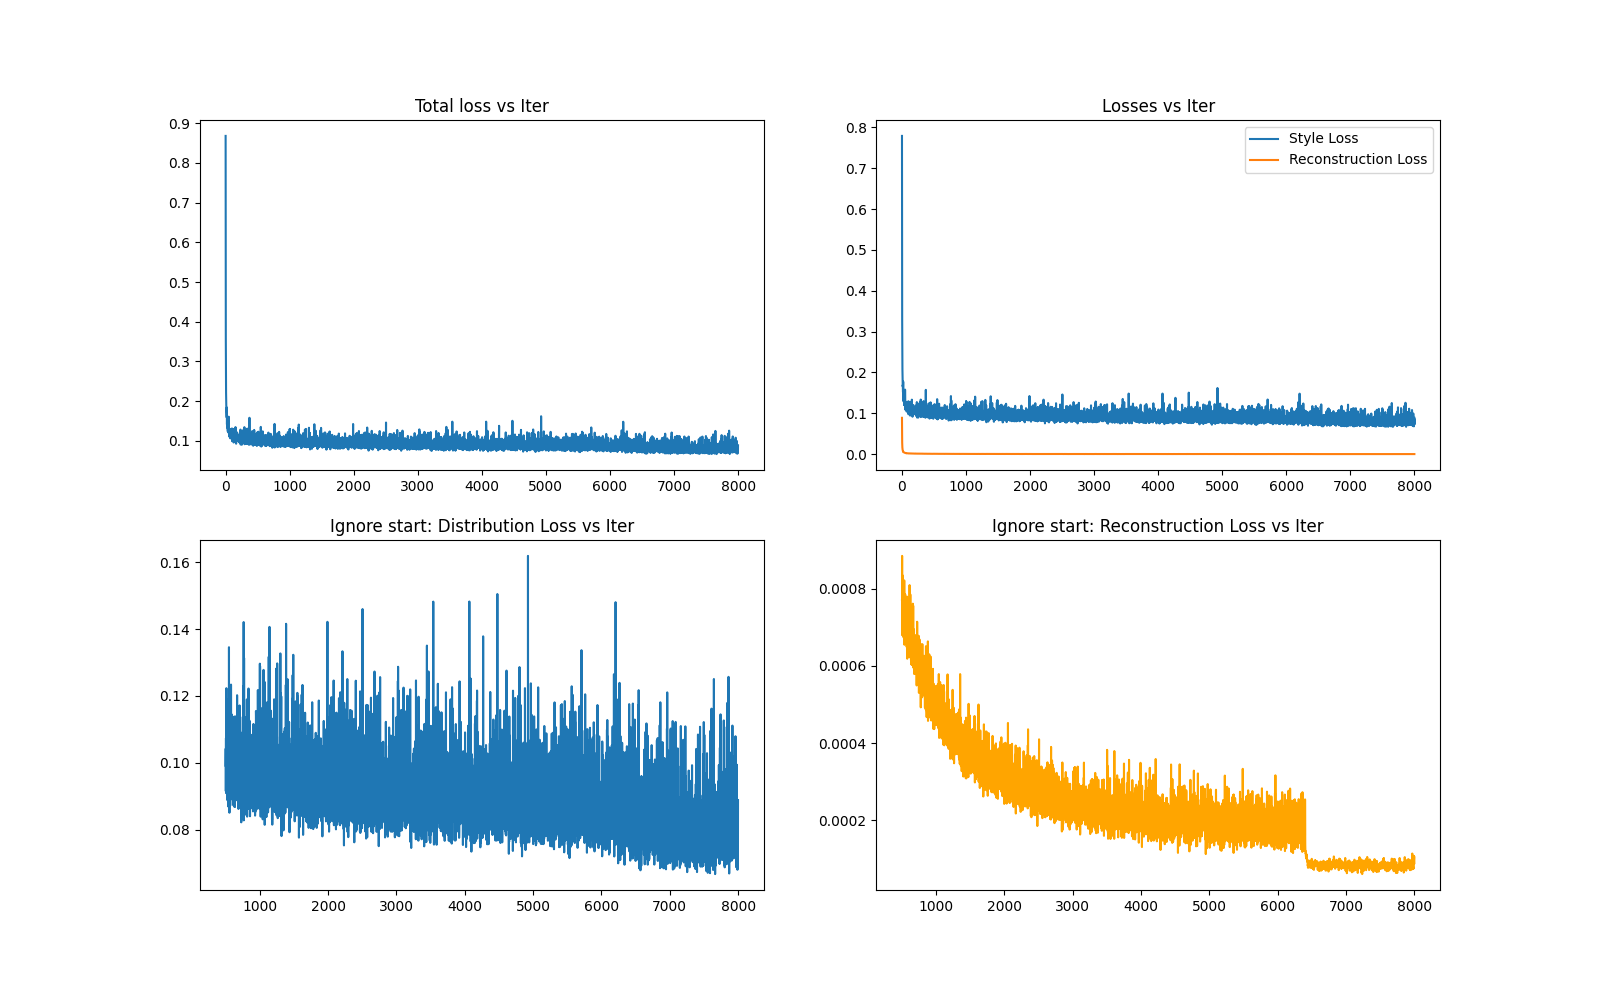 Total loss vs Iter
0.9
0.8
0.7
0.6
0.5
0.4
0.3
0.2
0.1
0 1000 2000 3000 4000 5000 6000 7000 8000
Losses vs Iter
Style Loss
Reconstruction Loss
0.8
0.7
0.6
0.5
0.4
0.3
0.2
0.1
0.0
0 1000 2000 3000 4000 5000 6000 7000 8000
Ignore start: Distribution Loss vs Iter
0.16
0.14
0.12
0.10
0.08
1000 2000 3000 4000 5000 6000 7000 8000
Ignore start: Reconstruction Loss vs Iter
0.0008
0.0006
0.0004
0.0002
1000 2000 3000 4000 5000 6000 7000 8000